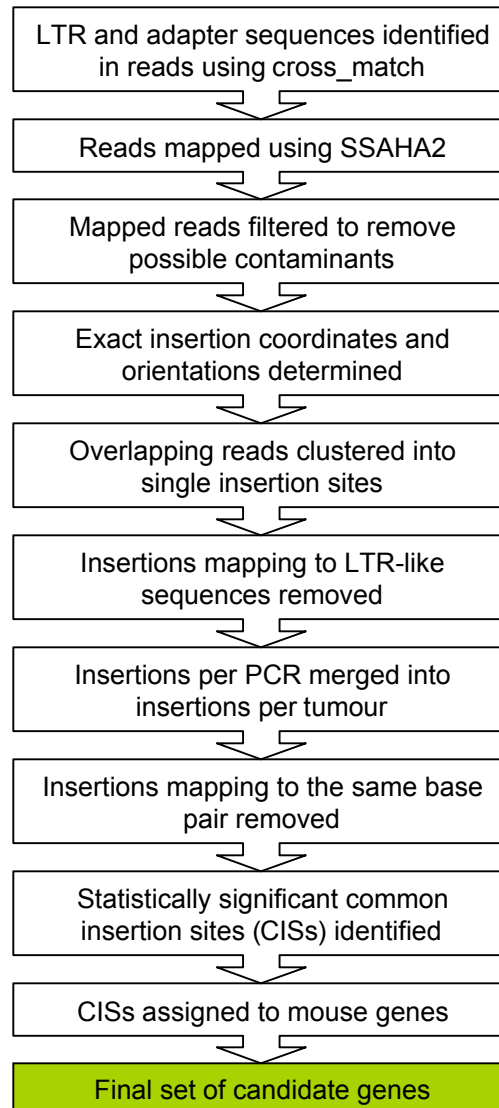 LTR and adapter sequences identified
in reads using cross_match
Reads mapped using SSAHA2
Mapped reads filtered to remove
possible contaminants
Exact insertion coordinates and
orientations determined
Overlapping reads clustered into
single insertion sites
Insertions mapping to LTR-like
sequences removed
Insertions per PCR merged into
insertions per tumour
Insertions mapping to the same base
pair removed
Statistically significant common
insertion sites (CISs) identified
CISs assigned to mouse genes
Final set of candidate genes